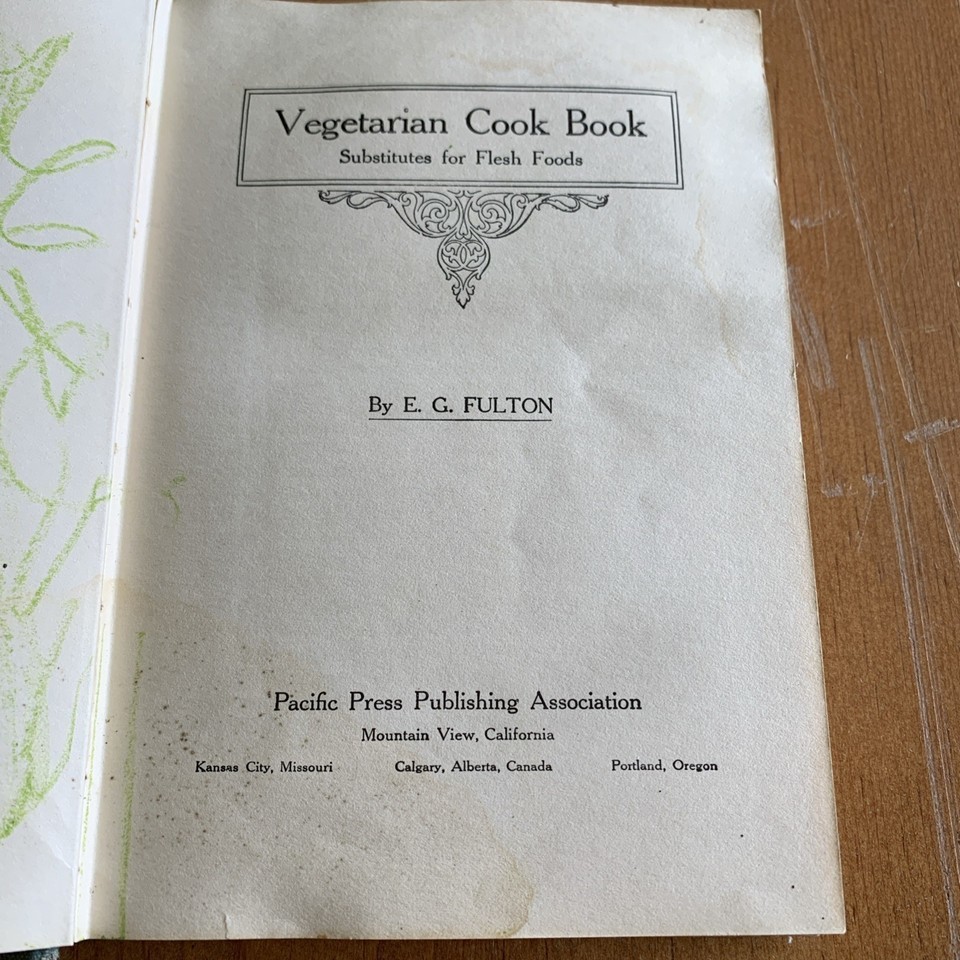 Vegetarian Cook Book
Substitutes for Flesh Foods
By E. G. FULTON
Pacific Press Publishing Association
Mountain View, California
Kansas City, Missouri Calgary, Alberta, Canada Portland, Oregon